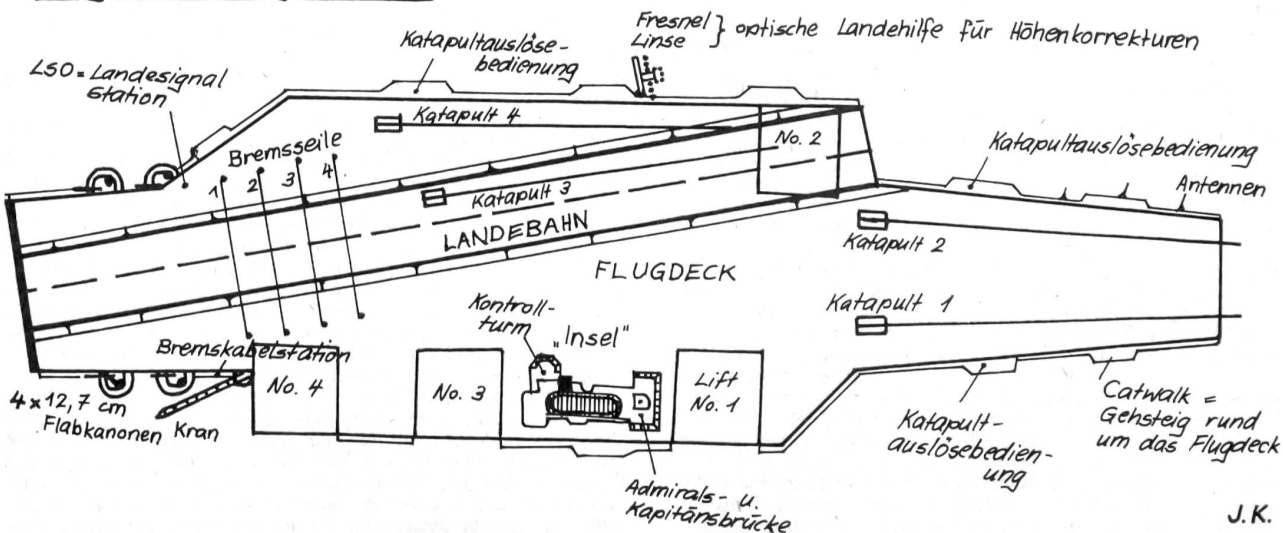 Fresnel } optische Landehilfe für Höhenkorrekturen
Linse
Katapultauslöse-
bedienung
LSO = Landesignal
Station
Katapult 4
Bremsseile
1 2 3 4
No. 2
Katapultauslösebedienung
Antennen
Katapult 3
LANDEBAHN
Katapult 2
FLUGDECK
Katapult 1
Kontroll-
turm
„Insel"
Bremskabelstation
No. 4
No. 3
Lift
No. 1
4 x 12,7 cm
Flabkanonen
Kran
Katapult-
auslösebedien-
ung
Catwalk =
Gehsteig rund
um das Flugdeck
Admirals- u.
Kapitänsbrücke
J.K.